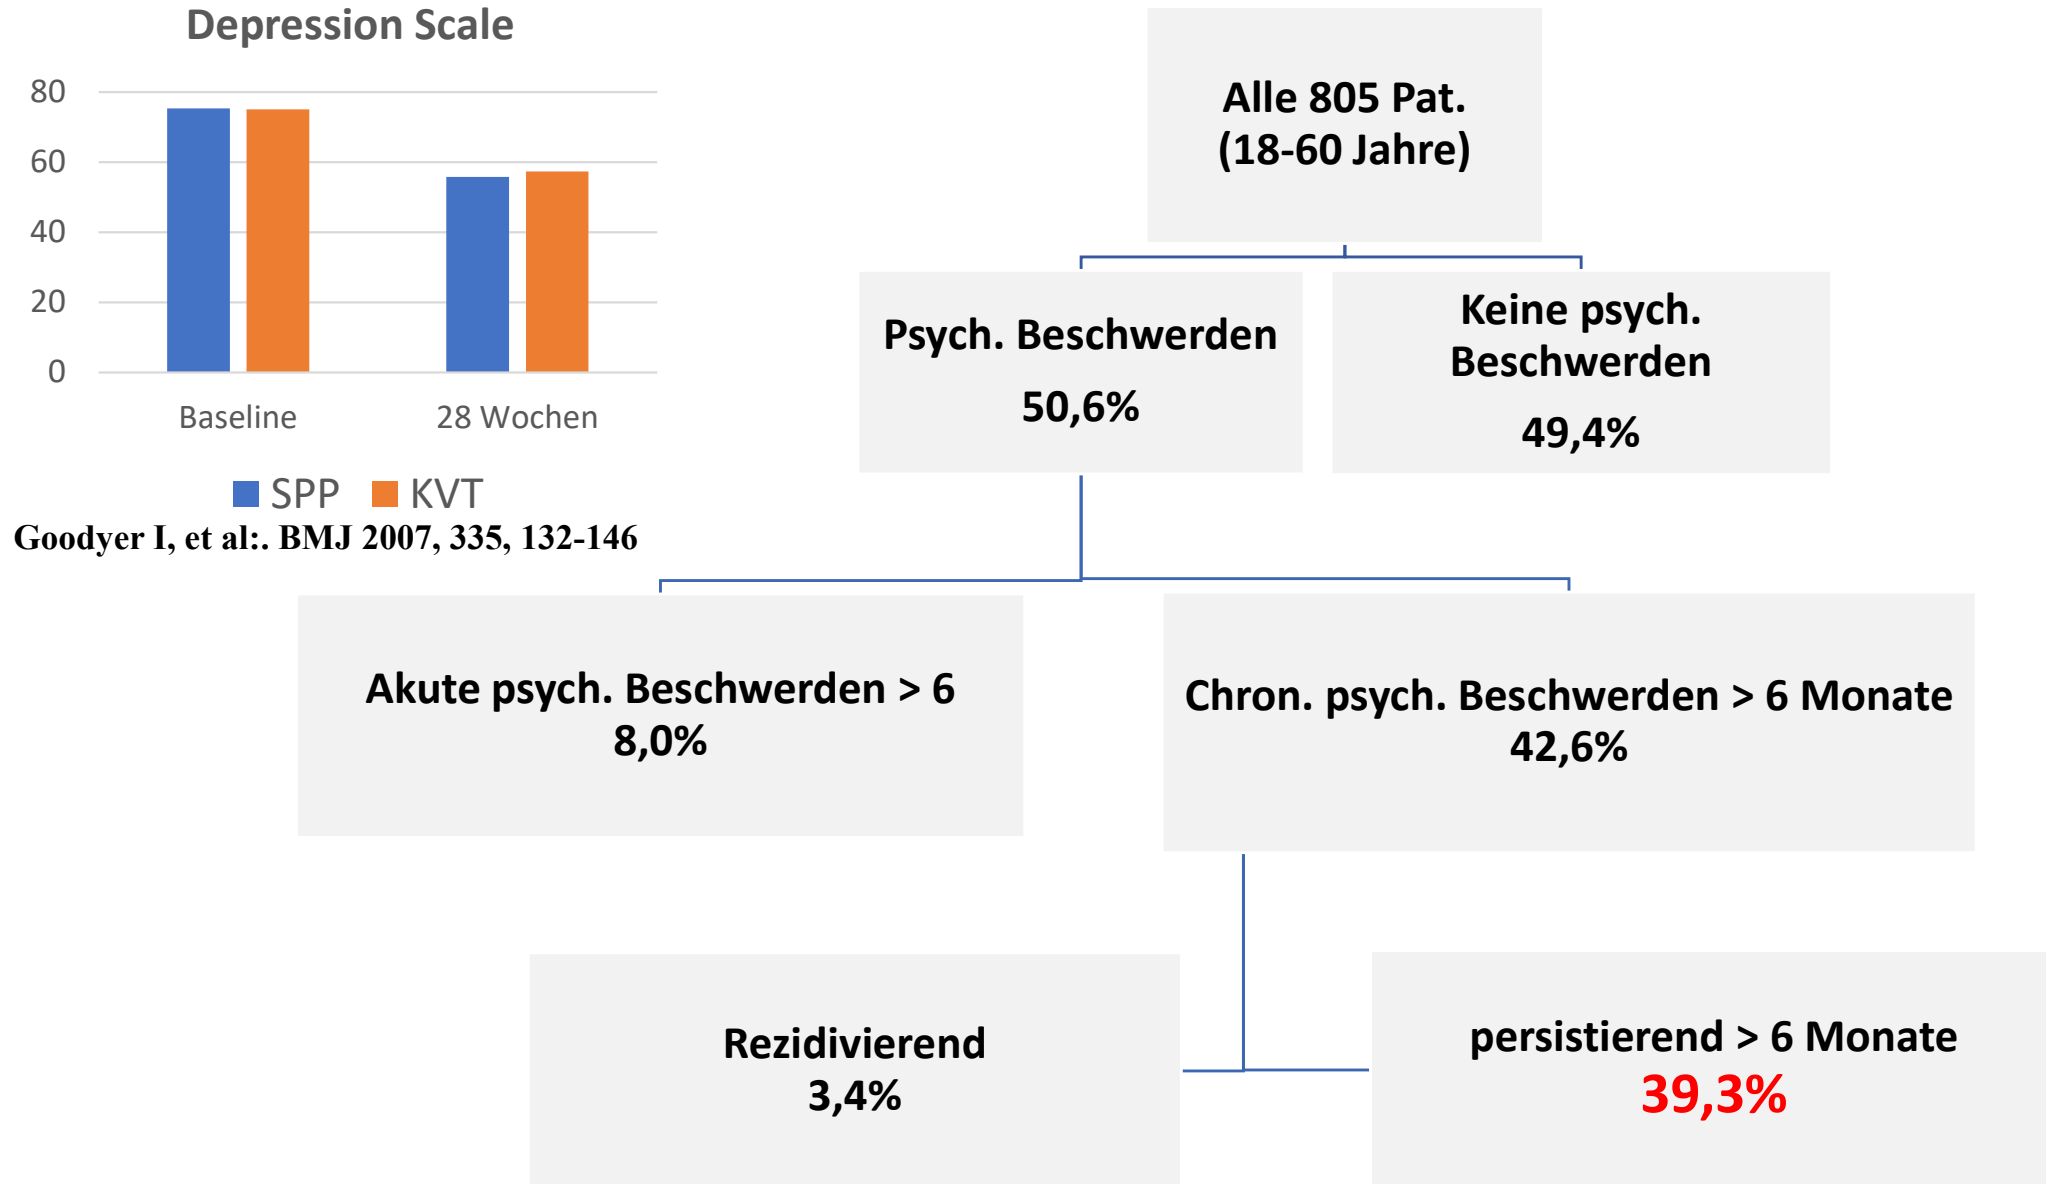 Depression Scale
80
60
40
20
0
Baseline
28 Wochen
SPP
KVT
Goodyer I, et al:. BMJ 2007, 335, 132-146
Alle 805 Pat.
(18-60 Jahre)
Psych. Beschwerden
50,6%
Keine psych.
Beschwerden
49,4%
Akute psych. Beschwerden > 6
8,0%
Chron. psych. Beschwerden > 6 Monate
42,6%
Rezidivierend
3,4%
persistierend > 6 Monate
39,3%